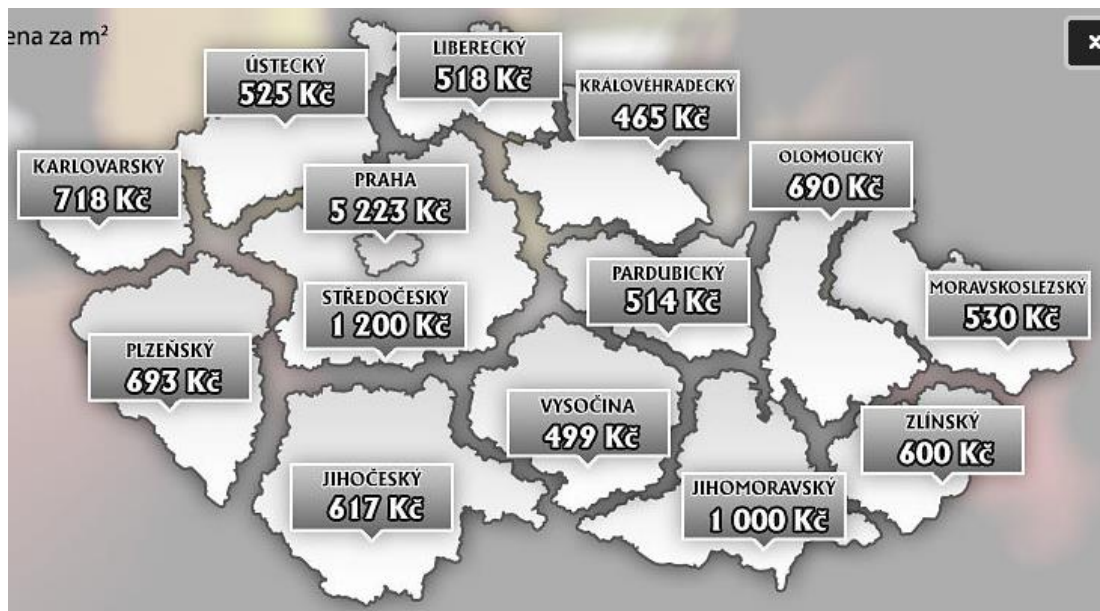 ena za m²
×
LIBERECKÝ
518 Kč
ÚSTECKÝ
525 Kč
KRÁLOVÉHRADECKÝ
465 Kč
OLOMOUCKÝ
690 Kč
KARLOVARSKÝ
718 Kč
PRAHA
5 223 Kč
PARDUBICKÝ
514 Kč
MORAVSKOSLEZSKÝ
530 Kč
STŘEDOČESKÝ
1 200 Kč
PLZEŇSKÝ
693 Kč
VYSOČINA
499 Kč
ZLÍNSKÝ
600 Kč
JIHOČESKÝ
617 Kč
JIHOMORAVSKÝ
1 000 Kč